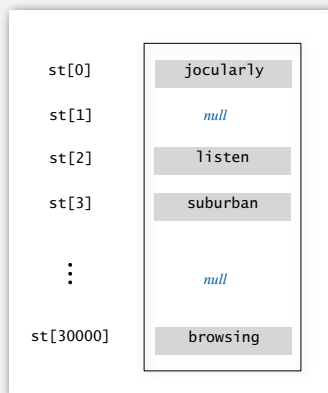 st[0] jocularly
st[1] null
st[2] listen
st[3] suburban
⋮ null
st[30000] browsing